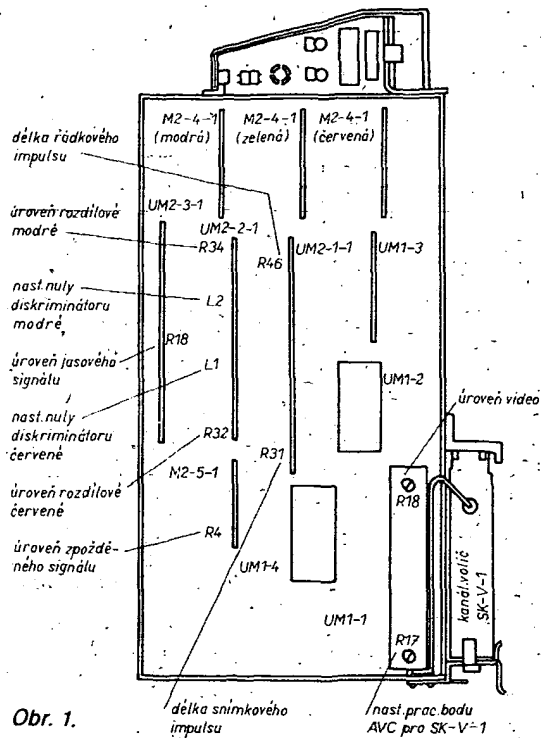 M2-4-1
(modrá)
M2-4-1
(zelená)
M2-4-1
(červená)
délka řádkového
impulsu
UM2-3-1
úroveň rozdílové
modré
UM2-2-1
R34
R46
UM2-1-1
UM1-3
nast. nuly
diskriminátoru
modré
L2
R18
úroveň jasového
signálu
L1
UM1-2
úroveň video
nast. nuly
diskriminátoru
červené
R32
M2-5-1
R31
R18
úroveň rozdílové
červené
R4
kanál. volič
SK-V-1
úroveň zpoždě-
ného signálu
UM1-4
UM1-1
R17
Obr. 1.
délka snímkového
impulsu
nast. prac. bodu
AVC pro SK-V-1